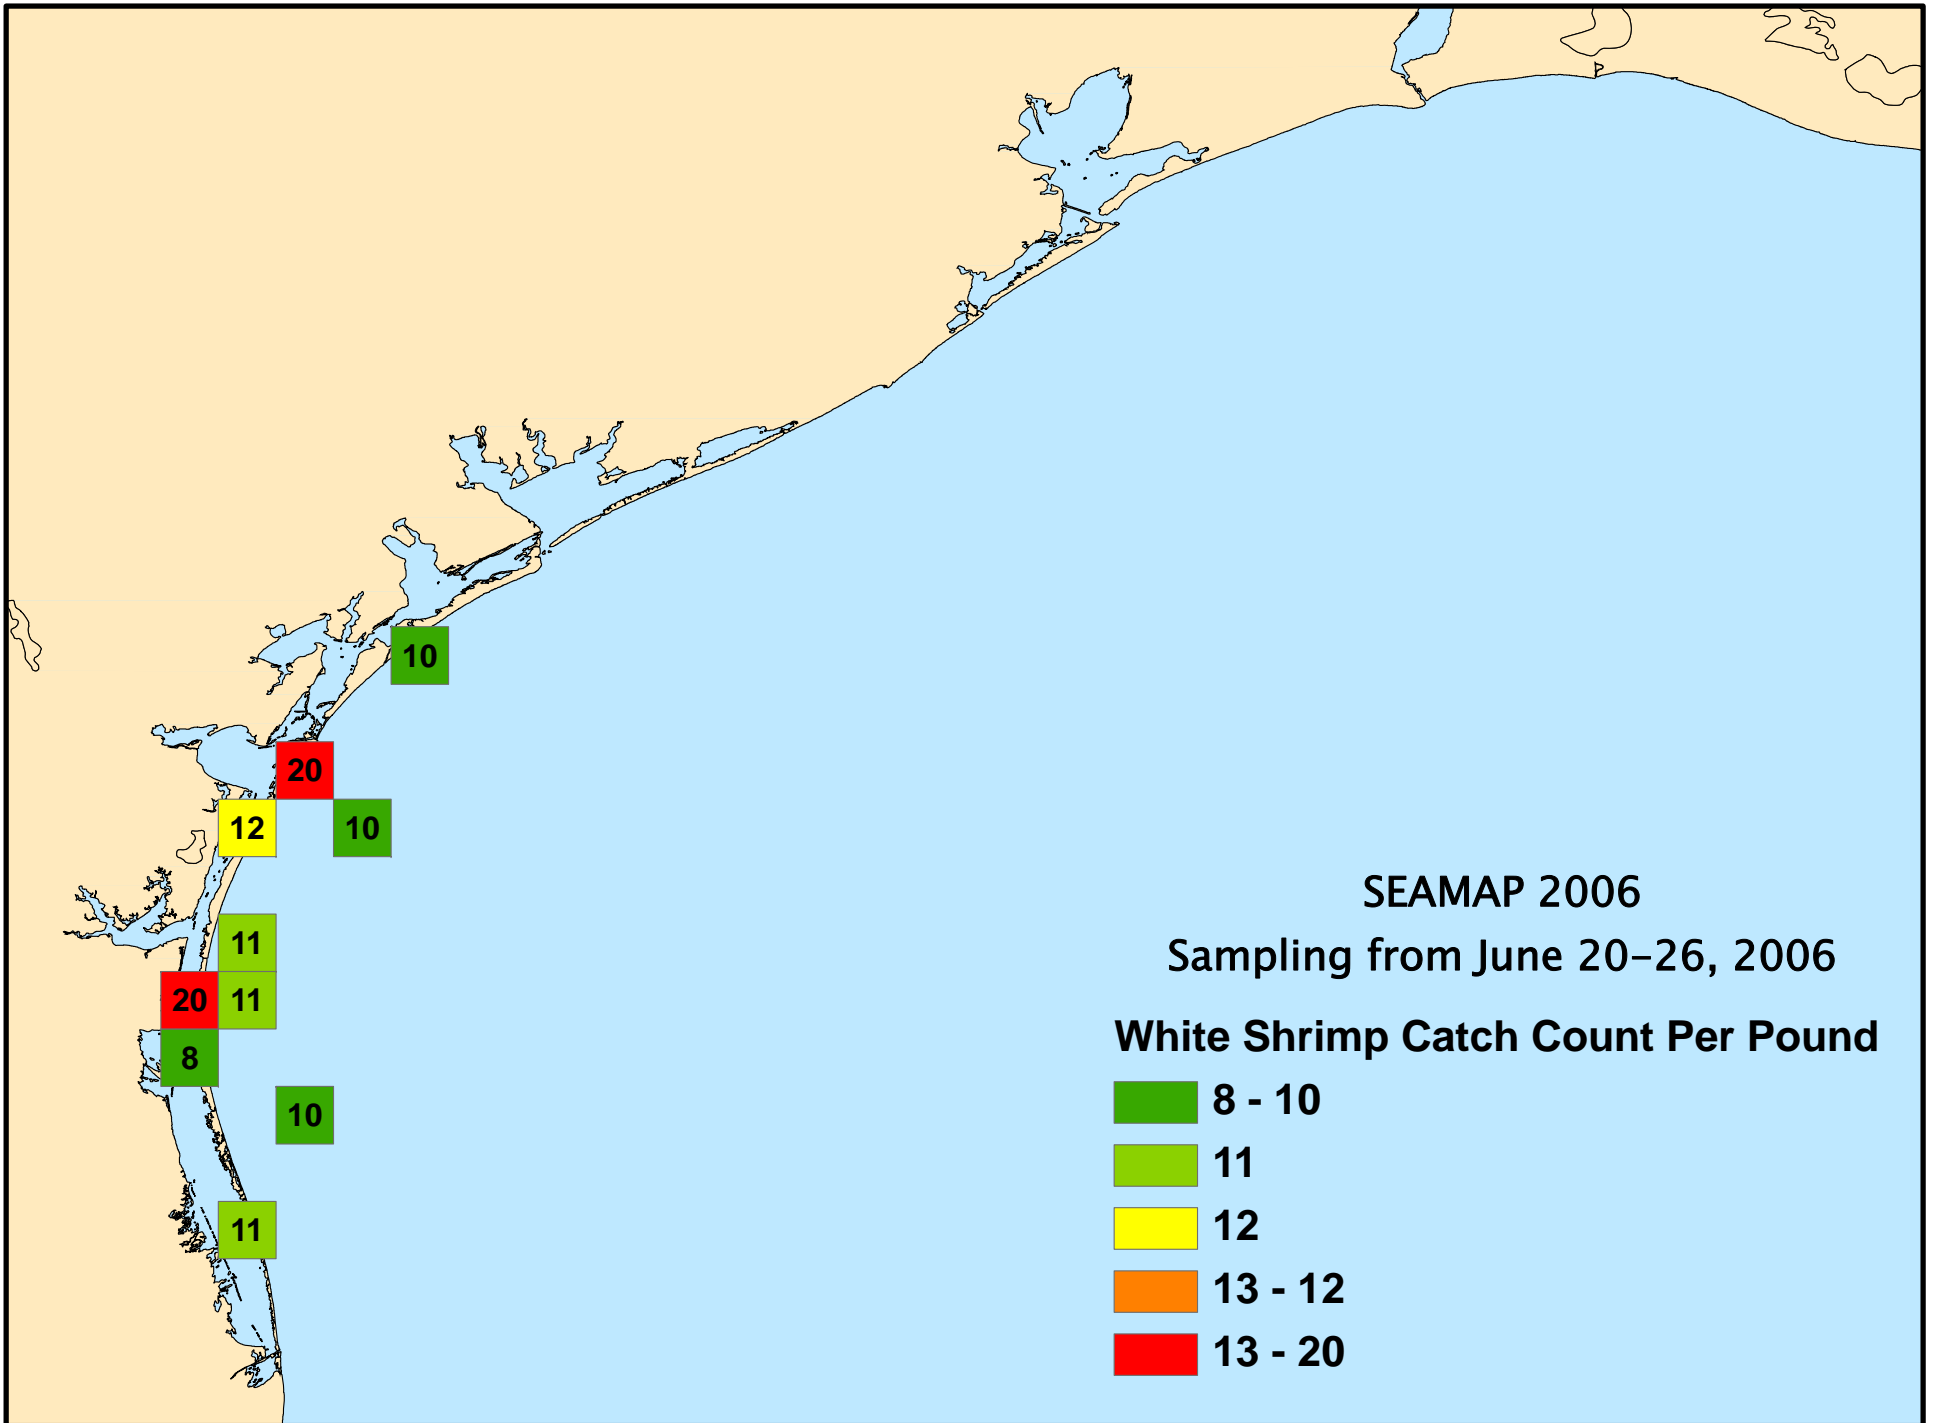 10
20
12 10
11
20 11
8
10
11
SEAMAP 2006
Sampling from June 20-26, 2006
White Shrimp Catch Count Per Pound
8 - 10
11
12
13 - 12
13 - 20